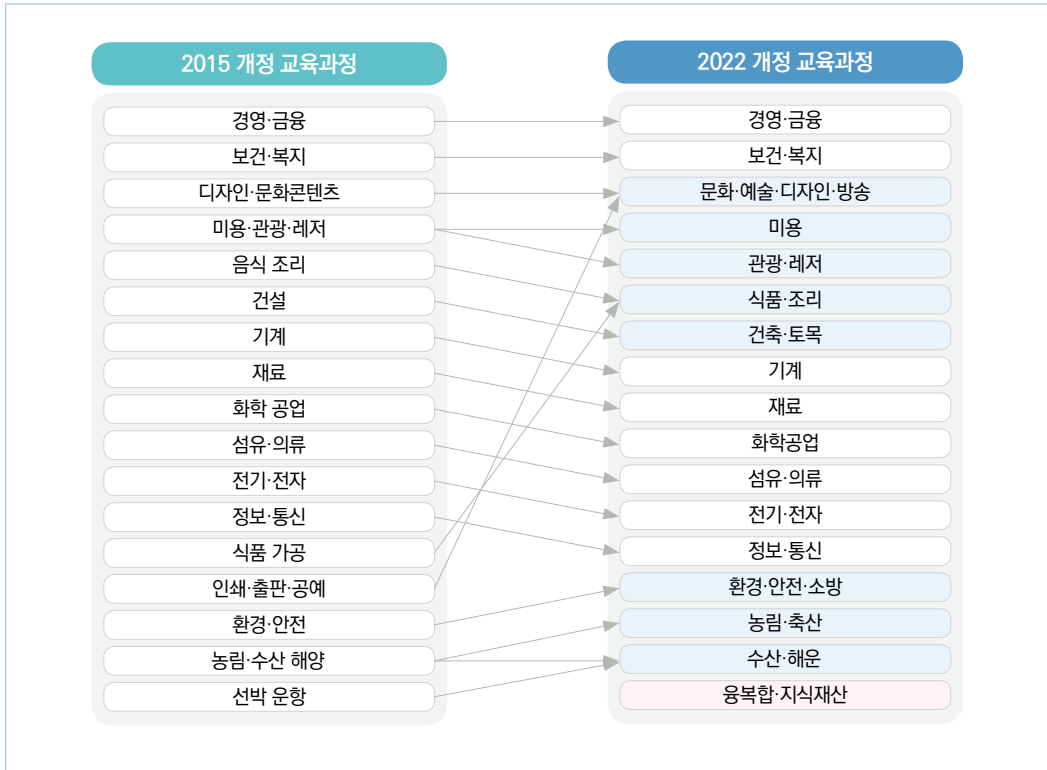 2015 개정 교육과정
경영·금융
보건·복지
디자인·문화콘텐츠
미용·관광·레저
음식 조리
건설
기계
재료
화학 공업
섬유·의류
전기·전자
정보·통신
식품 가공
인쇄·출판·공예
환경·안전
농림·수산 해양
선박 운항
2022 개정 교육과정
경영·금융
보건·복지
문화·예술·디자인·방송
미용
관광·레저
식품·조리
건축·토목
기계
재료
화학공업
섬유·의류
전기·전자
정보·통신
환경·안전·소방
농림·축산
수산·해운
융복합·지식재산